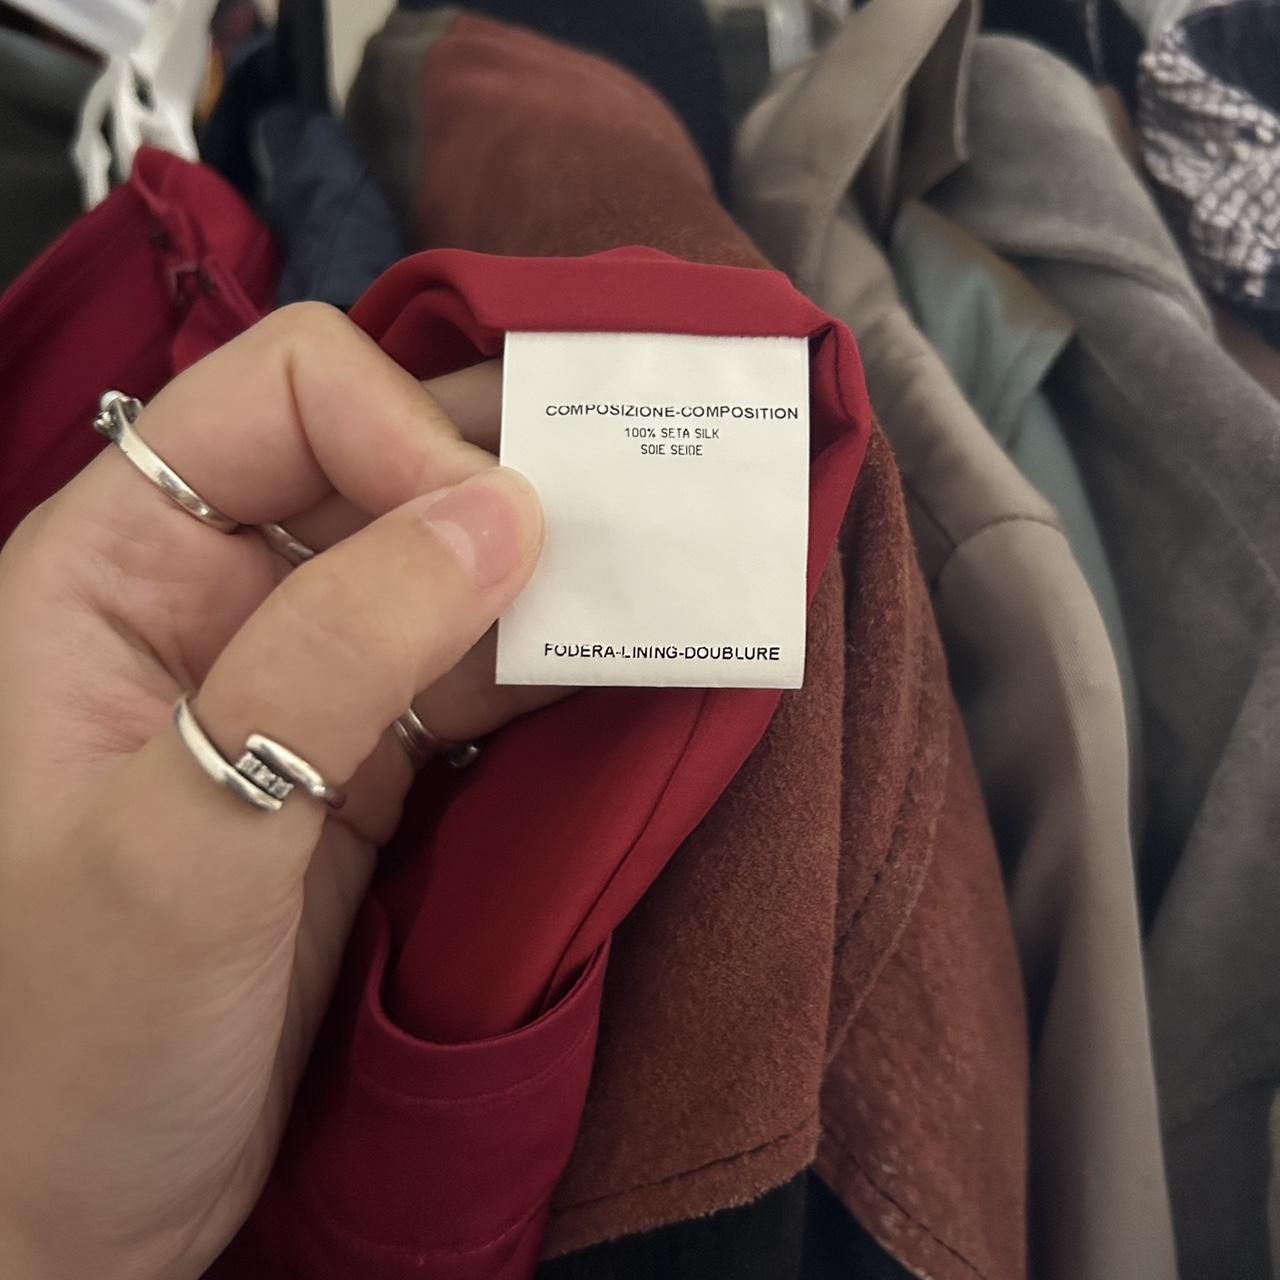 COMPOSIZIONE-COMPOSITION
100% SETA SILK
SOIE SEIDE
FODERA-LINING-DOUBLURE